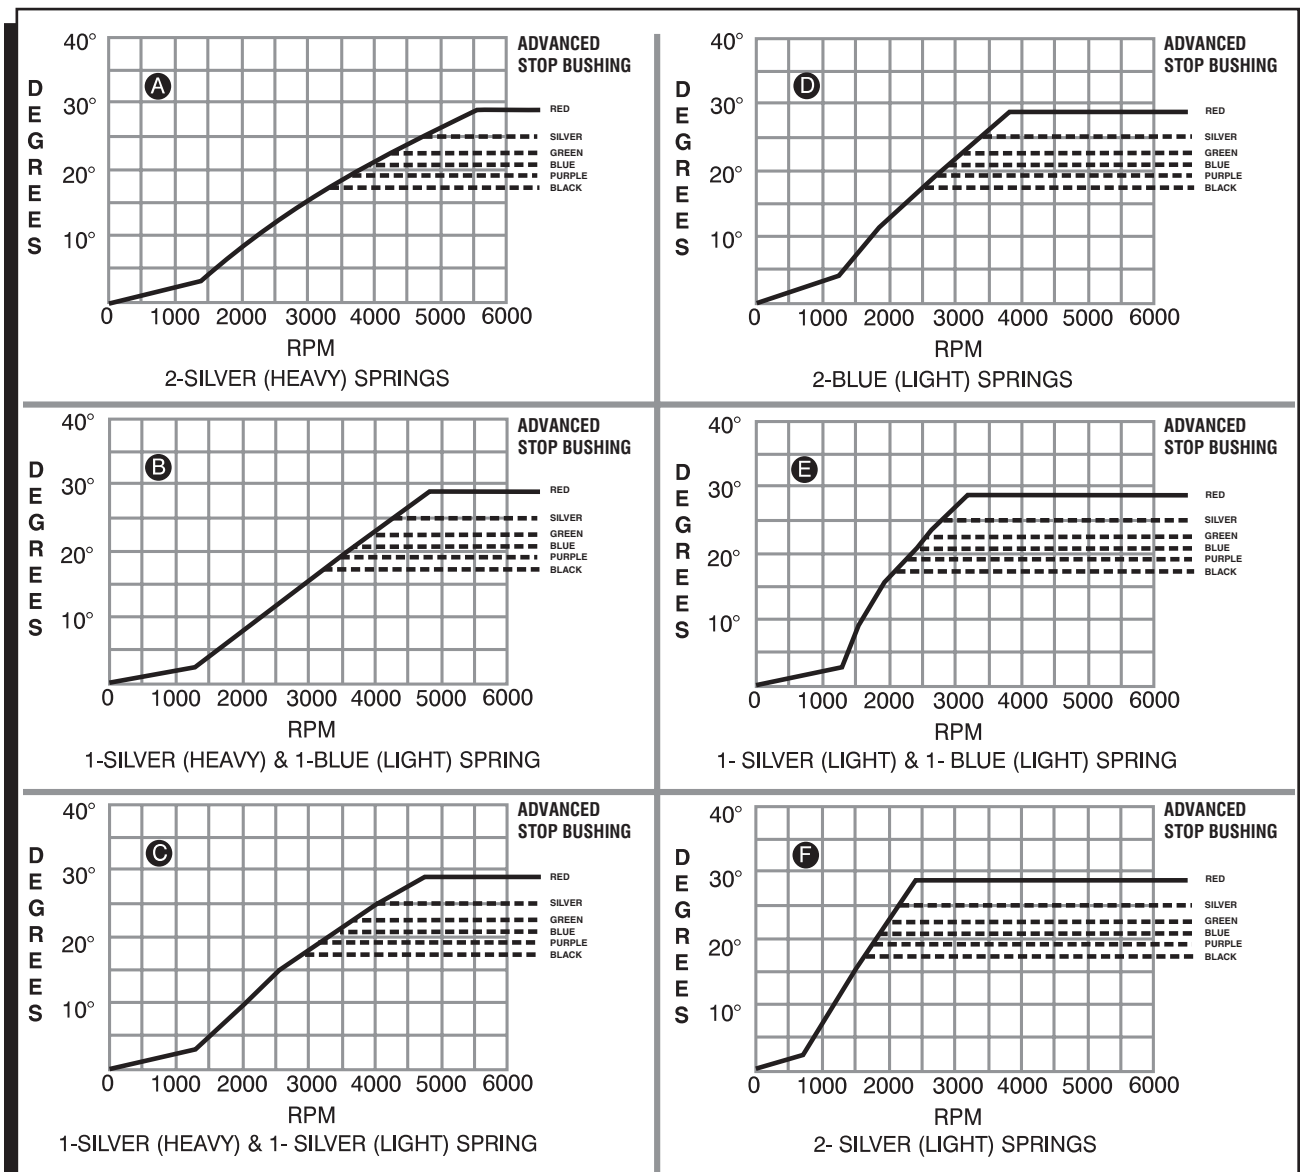 A
ADVANCED
STOP BUSHING
DEGREES
40°
30°
20°
10°
RED
SILVER
GREEN
BLUE
PURPLE
BLACK
0 1000 2000 3000 4000 5000 6000
RPM
2-SILVER (HEAVY) SPRINGS
D
ADVANCED
STOP BUSHING
DEGREES
40°
30°
20°
10°
RED
SILVER
GREEN
BLUE
PURPLE
BLACK
0 1000 2000 3000 4000 5000 6000
RPM
2-BLUE (LIGHT) SPRINGS
B
ADVANCED
STOP BUSHING
DEGREES
40°
30°
20°
10°
RED
SILVER
GREEN
BLUE
PURPLE
BLACK
0 1000 2000 3000 4000 5000 6000
RPM
1-SILVER (HEAVY) & 1-BLUE (LIGHT) SPRING
E
ADVANCED
STOP BUSHING
DEGREES
40°
30°
20°
10°
RED
SILVER
GREEN
BLUE
PURPLE
BLACK
0 1000 2000 3000 4000 5000 6000
RPM
1- SILVER (LIGHT) & 1- BLUE (LIGHT) SPRING
C
ADVANCED
STOP BUSHING
DEGREES
40°
30°
20°
10°
RED
SILVER
GREEN
BLUE
PURPLE
BLACK
0 1000 2000 3000 4000 5000 6000
RPM
1-SILVER (HEAVY) & 1- SILVER (LIGHT) SPRING
F
ADVANCED
STOP BUSHING
DEGREES
40°
30°
20°
10°
RED
SILVER
GREEN
BLUE
PURPLE
BLACK
0 1000 2000 3000 4000 5000 6000
RPM
2- SILVER (LIGHT) SPRINGS